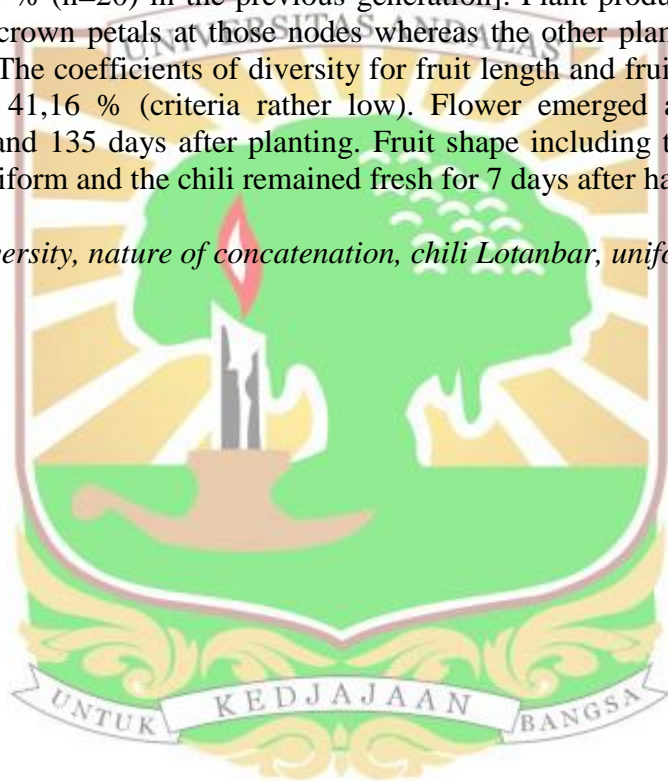 % (n=20) in the previous generation]. Plant produ
crown petals at those nodes whereas the other plan
UNIVERSITAS ANDALAS
The coefficients of diversity for fruit length and frui
41,16 % (criteria rather low). Flower emerged a
and 135 days after planting. Fruit shape including t
iform and the chili remained fresh for 7 days after ha
ersity, nature of concatenation, chili Lotanbar, unifo
UNTUK KEDJAJAAN BANGSA